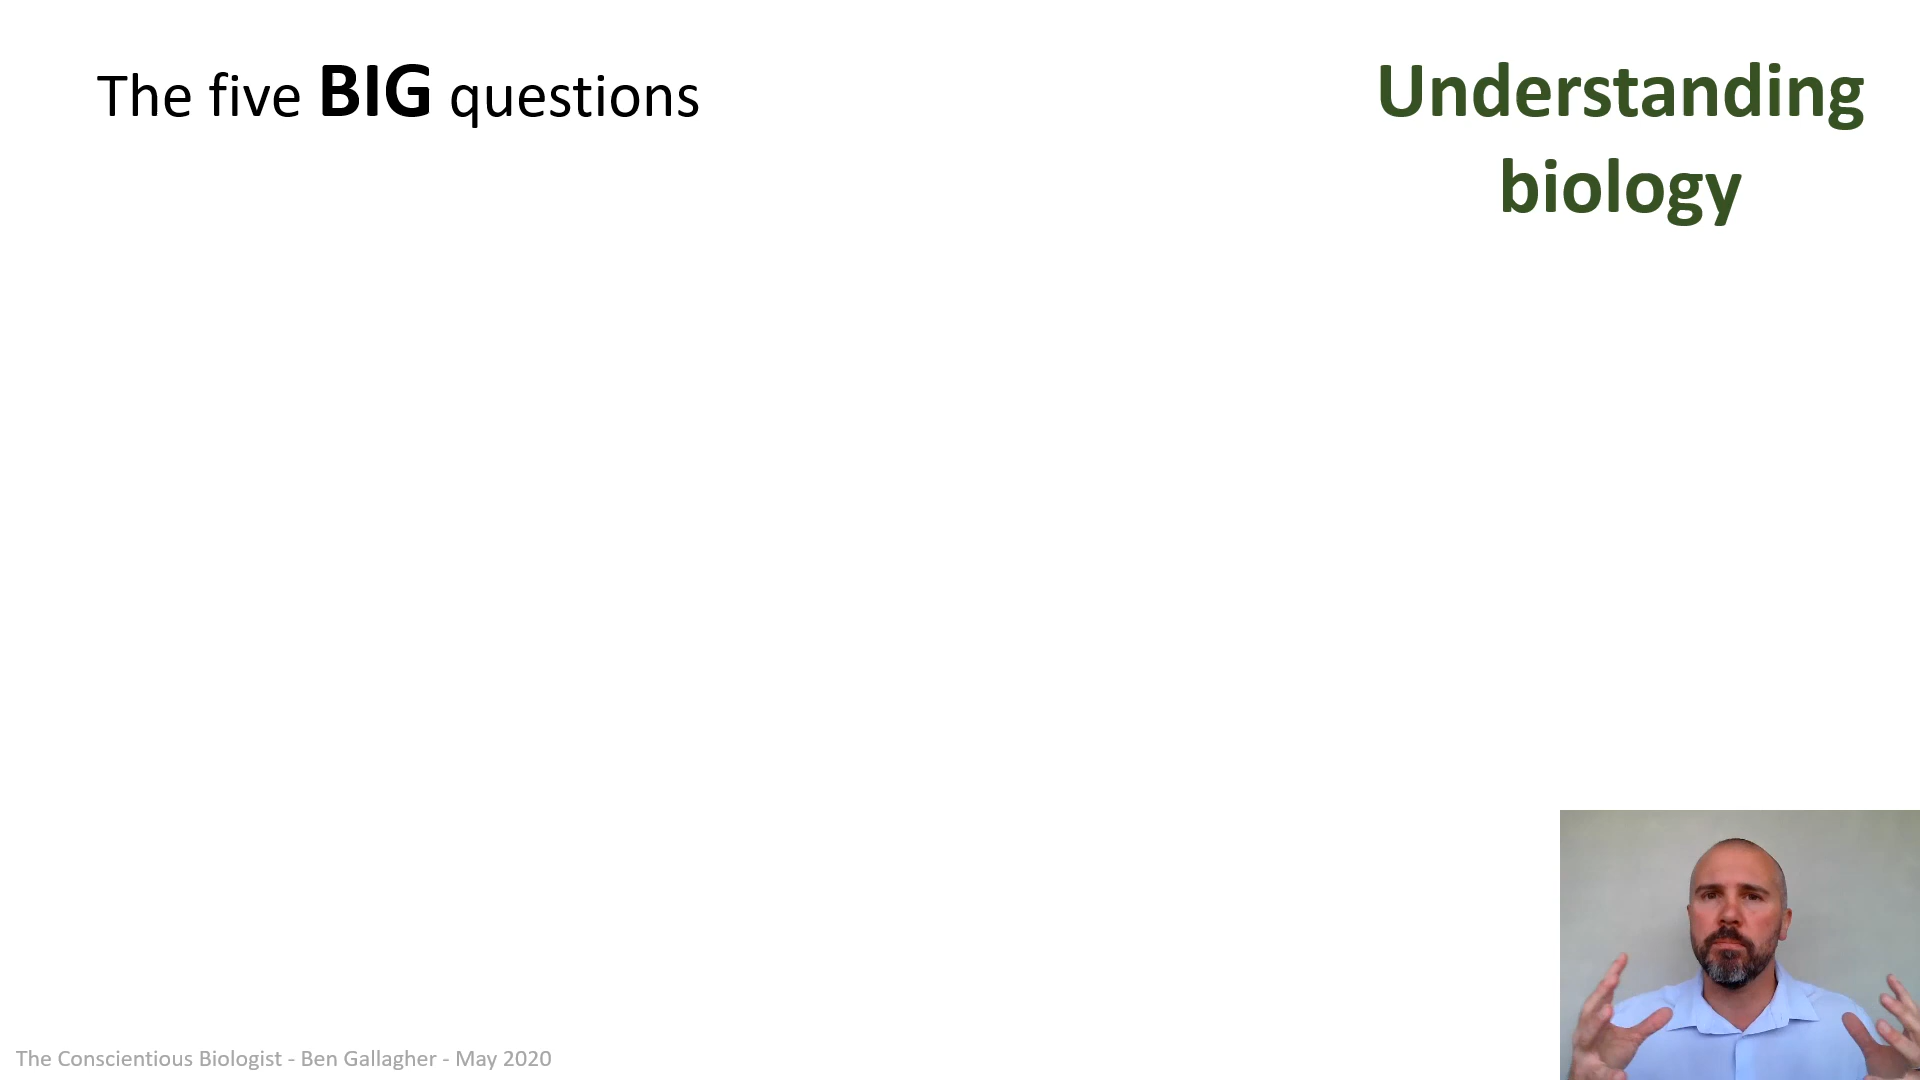 The five BIG questions
Understanding
biology
The Conscientious Biologist - Ben Gallagher - May 2020